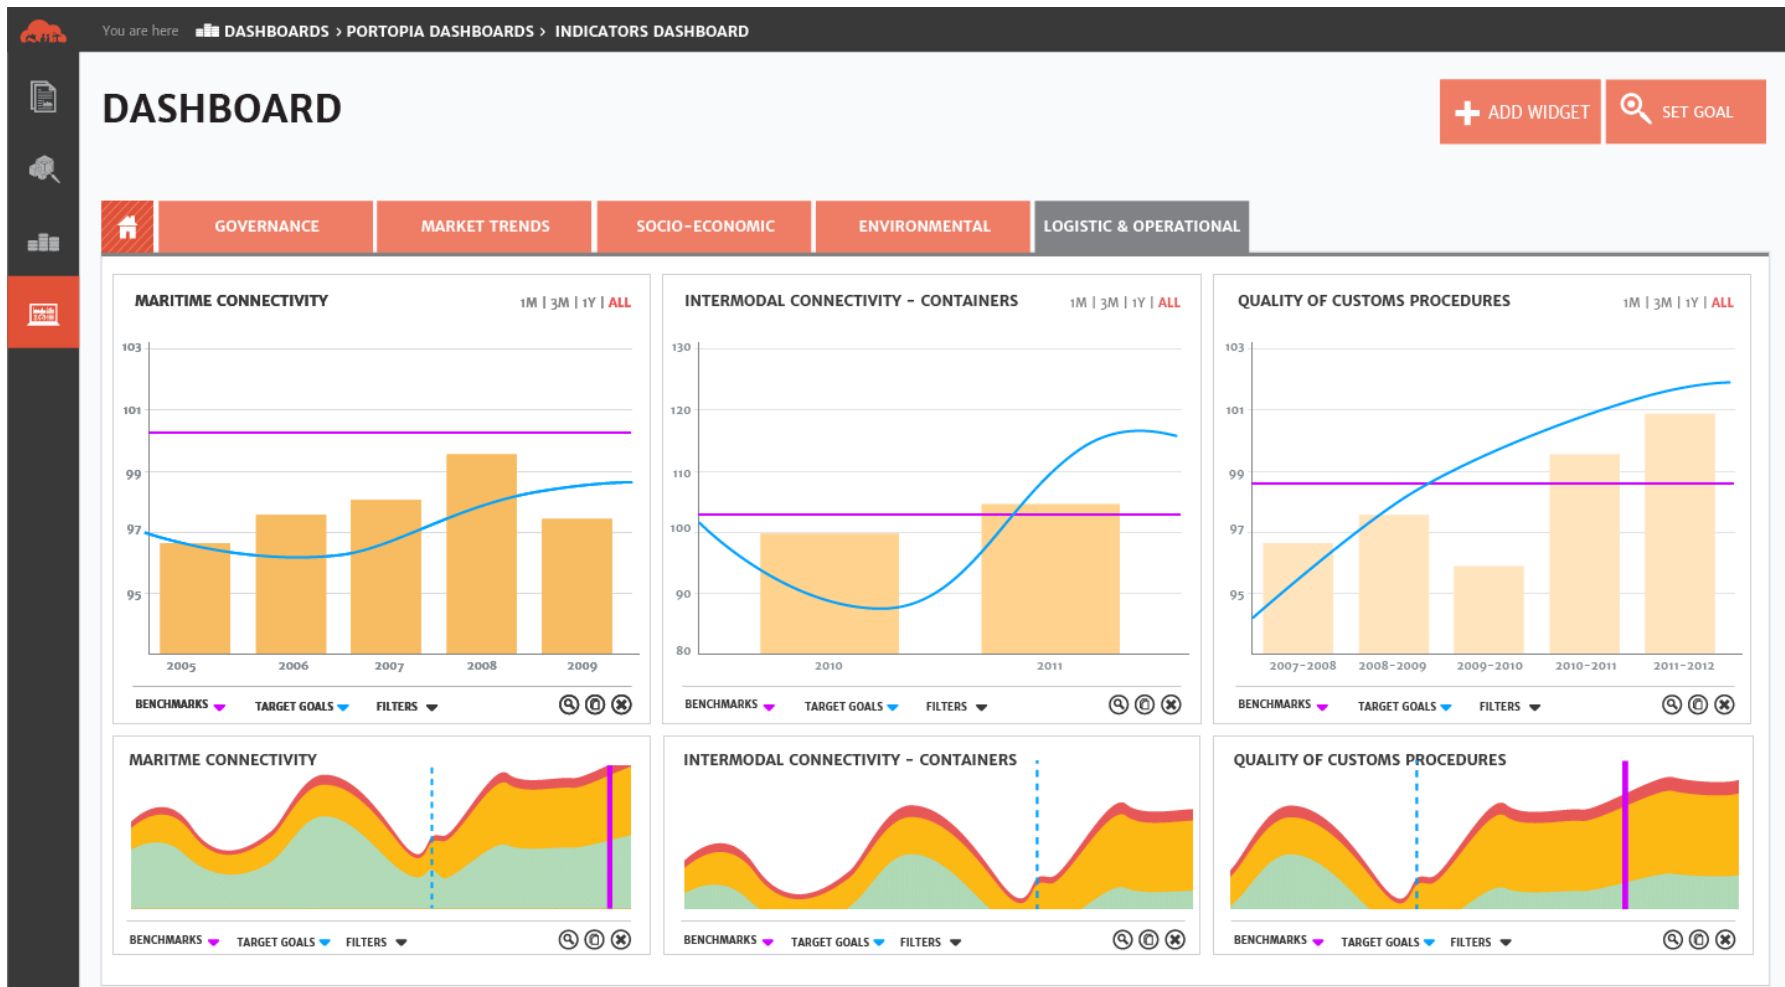 You are here DASHBOARDS > PORTOPIA DASHBOARDS > INDICATORS DASHBOARD
DASHBOARD
ADD WIDGET
SET GOAL
GOVERNANCE
MARKET TRENDS
SOCIO-ECONOMIC
ENVIRONMENTAL
LOGISTIC & OPERATIONAL
MARITIME CONNECTIVITY
1M | 3M | 1Y | ALL
103
101
99
97
95
2005 2006 2007 2008 2009
BENCHMARKS TARGET GOALS FILTERS
INTERMODAL CONNECTIVITY - CONTAINERS
1M | 3M | 1Y | ALL
130
120
110
100
90
80
2010 2011
BENCHMARKS TARGET GOALS FILTERS
QUALITY OF CUSTOMS PROCEDURES
1M | 3M | 1Y | ALL
103
101
99
97
95
2007-2008 2008-2009 2009-2010 2010-2011 2011-2012
BENCHMARKS TARGET GOALS FILTERS
MARITME CONNECTIVITY
BENCHMARKS TARGET GOALS FILTERS
INTERMODAL CONNECTIVITY - CONTAINERS
BENCHMARKS TARGET GOALS FILTERS
QUALITY OF CUSTOMS PROCEDURES
BENCHMARKS TARGET GOALS FILTERS